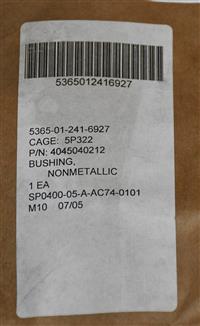 5365012416927
5365-01-241-6927
CAGE: 5P322
P/N: 4045040212
BUSHING,
NONMETALLIC
1 EA
SP0400-05-A-AC74-0101
M10 07/05